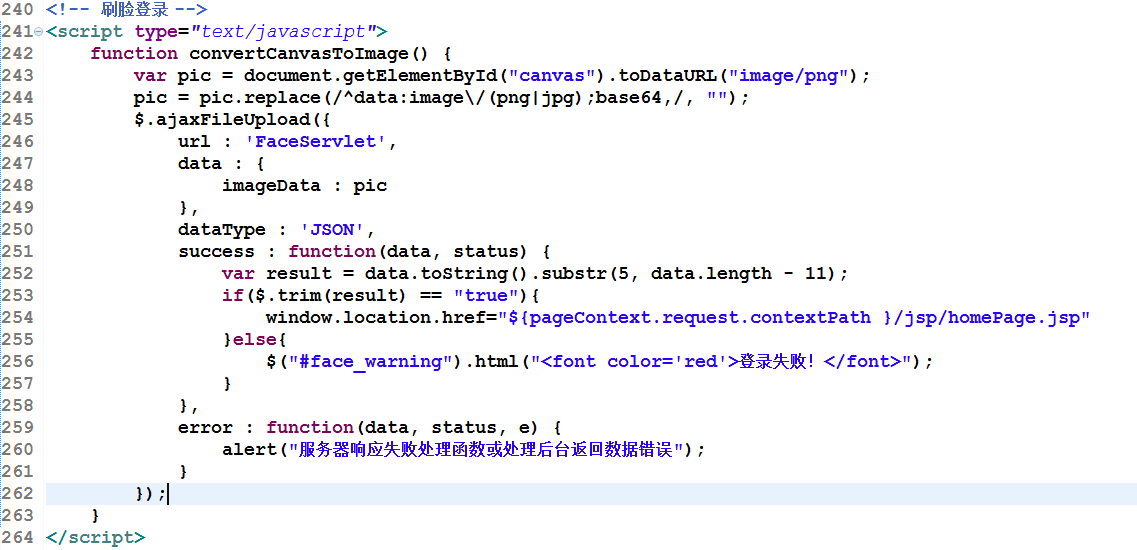 240 <!-- 刷脸登录 -->
241 <script type="text/javascript">
242     function convertCanvasToImage() {
243         var pic = document.getElementById("canvas").toDataURL("image/png");
244         pic = pic.replace(/^data:image\/(png|jpg);base64,/, "");
245         $.ajaxFileUpload({
246             url : 'FaceServlet',
247             data : {
248                 imageData : pic
249             },
250             dataType : 'JSON',
251             success : function(data, status) {
252                 var result = data.toString().substr(5, data.length - 11);
253                 if($.trim(result) == "true"){
254                     window.location.href="${pageContext.request.contextPath }/jsp/homePage.jsp"
255                 }else{
256                     $("#face_warning").html("<font color='red'>登录失败！</font>");
257                 }
258             },
259             error : function(data, status, e) {
260                 alert("服务器响应失败处理函数或处理后台返回数据错误");
261             }
262         });
263     }
264 </script>